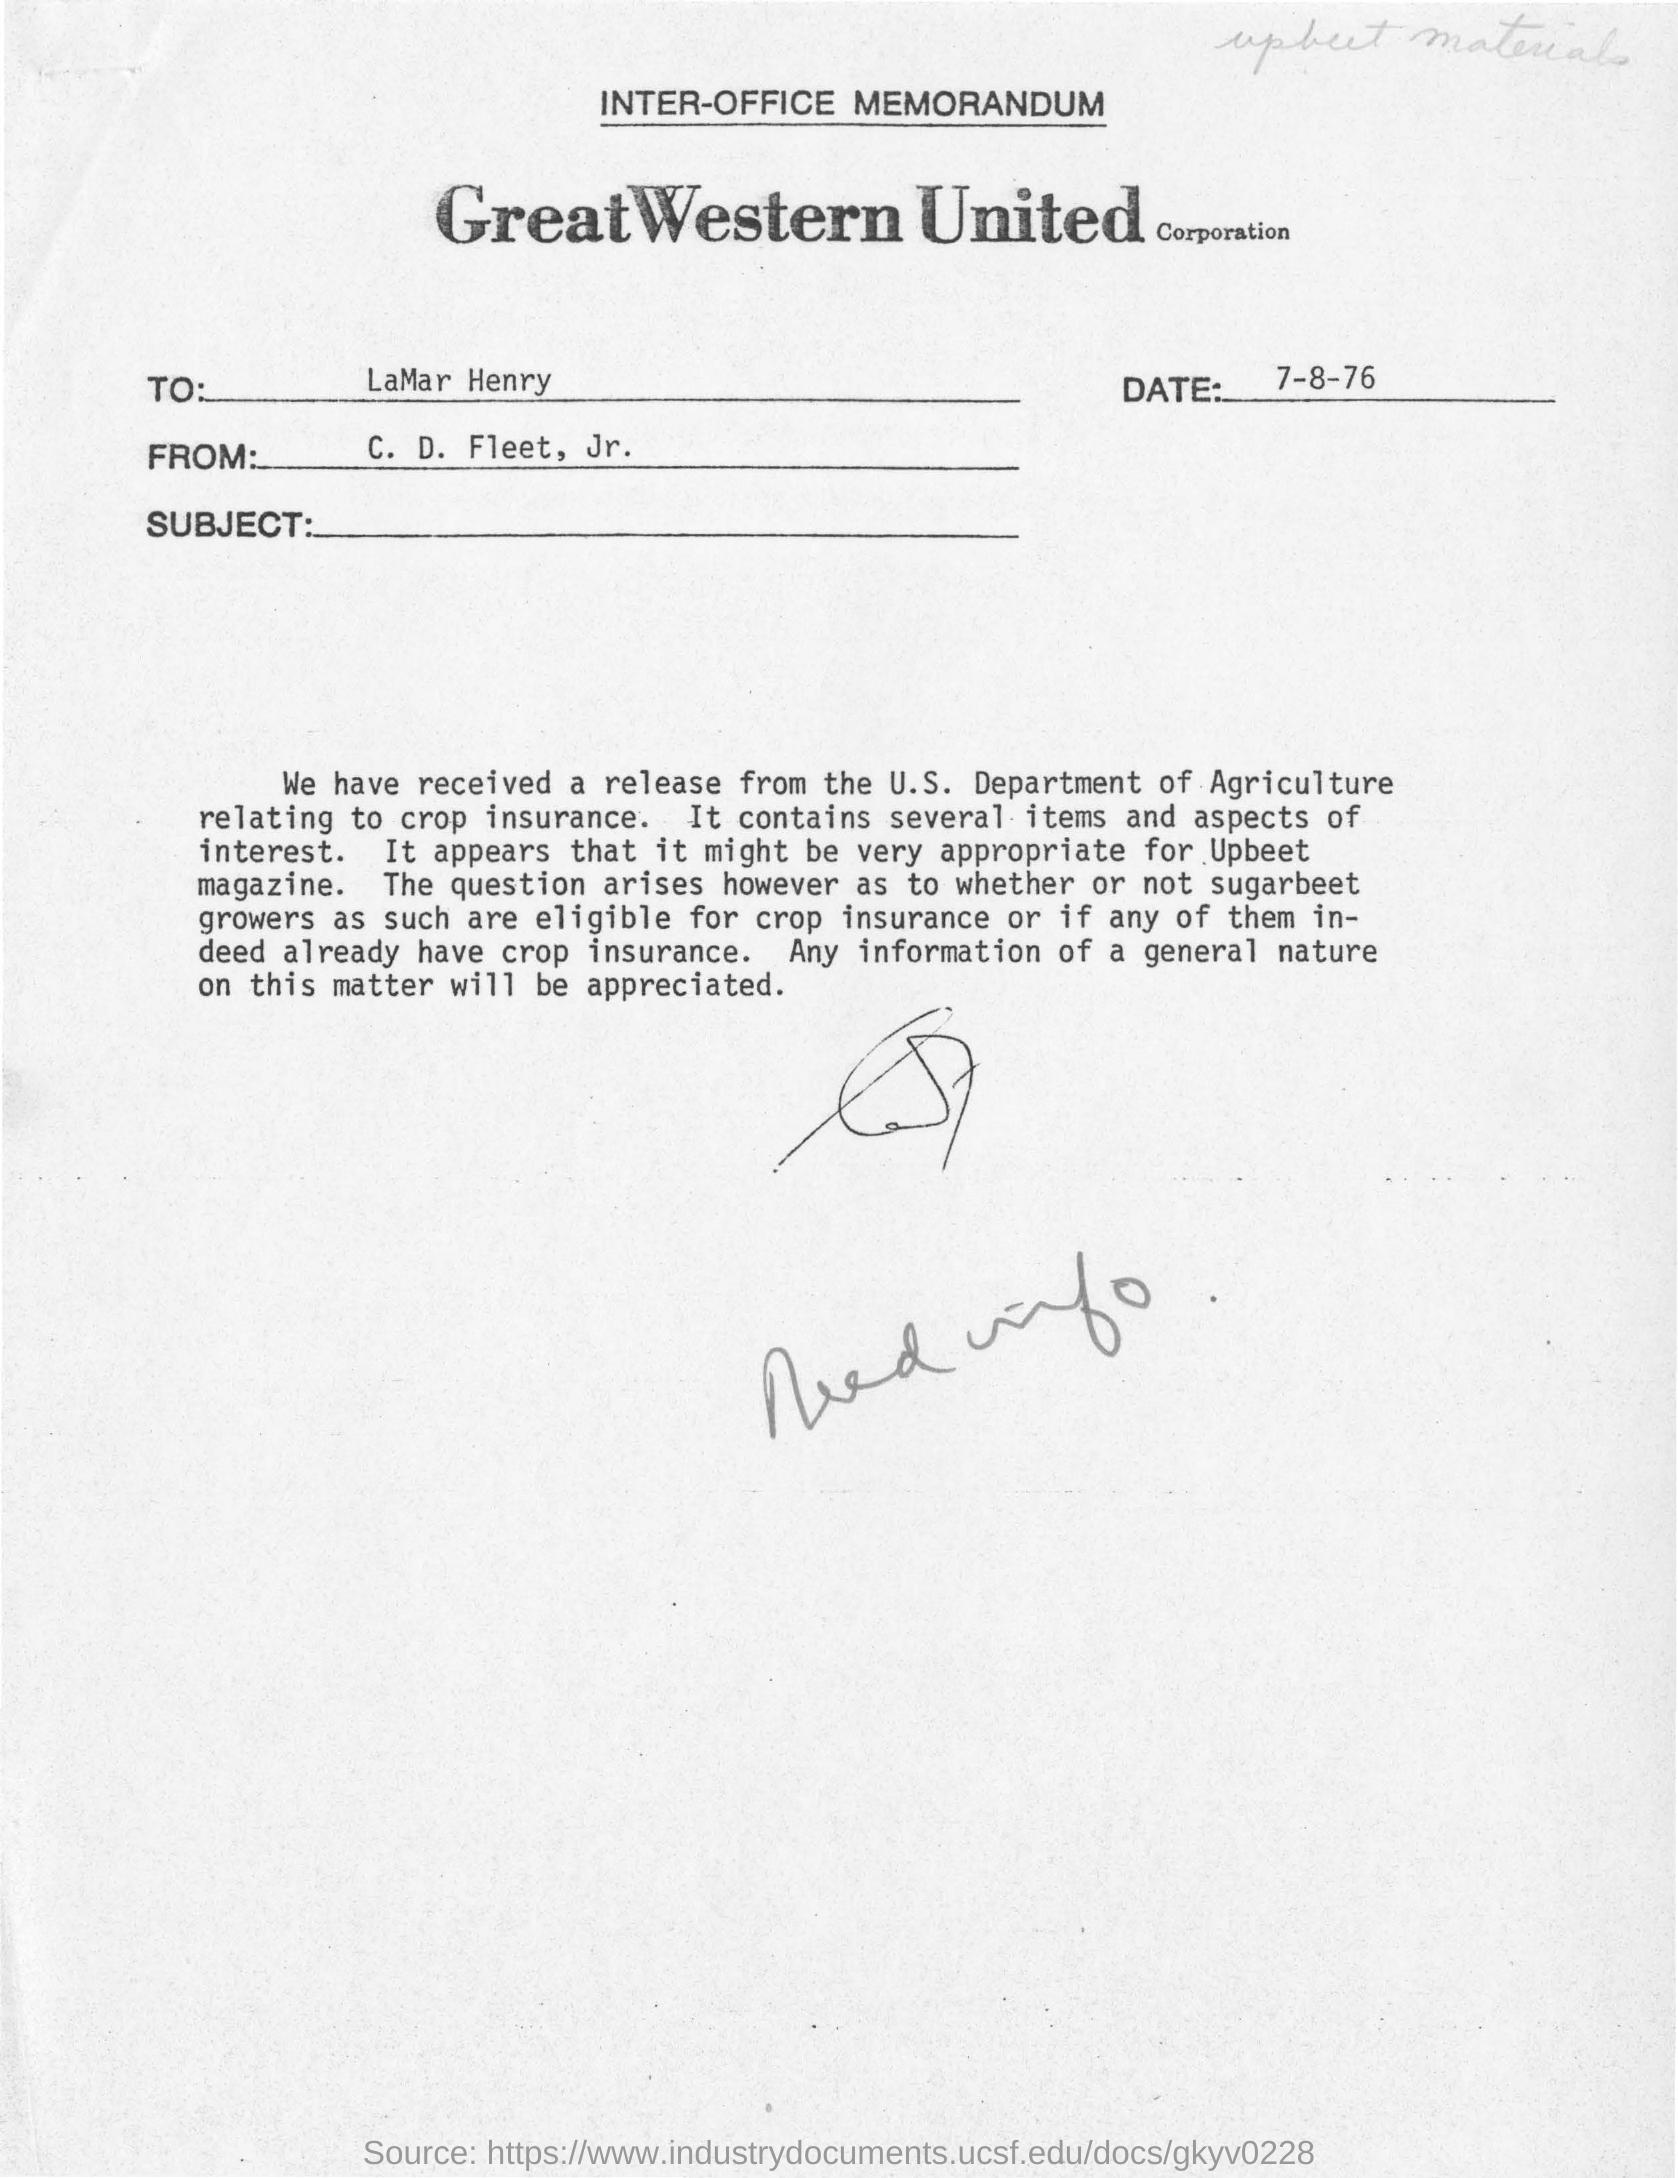 upbeet materials
INTER-OFFICE MEMORANDUM
Great Western United Corporation
TO: LaMar Henry DATE: 7-8-76
FROM: C. D. Fleet, Jr.
SUBJECT:
We have received a release from the U.S. Department of Agriculture
relating to crop insurance. It contains several items and aspects of
interest. It appears that it might be very appropriate for Upbeet
magazine. The question arises however as to whether or not sugarbeet
growers as such are eligible for crop insurance or if any of them in-
deed already have crop insurance. Any information of a general nature
on this matter will be appreciated.
Need info.
Source: https://www.industrydocuments.ucsf.edu/docs/gkyv0228